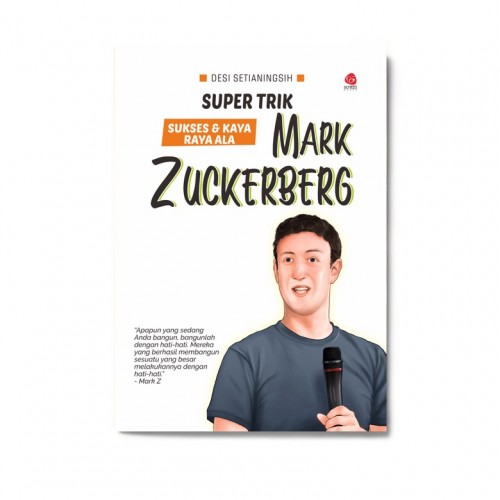 DESI SETIANINGSIH
SUPER TRIK
SUKSES & KAYA
RAYA ALA
MARK
ZUCKERBERG
"Apapun yang sedang
Anda bangun, bangunlah
dengan hati-hati. Mereka
yang berhasil membangun
sesuatu yang besar
melakukannya dengan
hati-hati."
- Mark Z